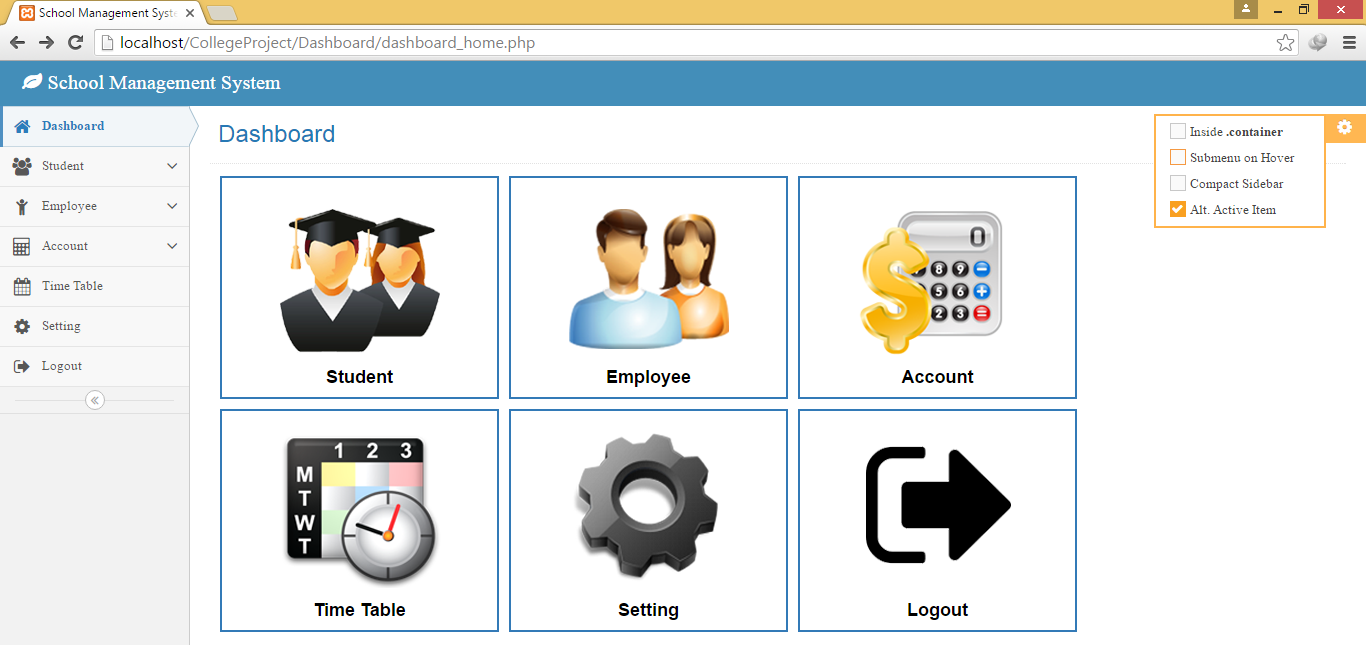 School Management Syst
localhost/CollegeProject/Dashboard/dashboard_home.php
School Management System
Dashboard
Student
Employee
Account
Time Table
Setting
Logout
Dashboard
Inside .container
Submenu on Hover
Compact Sidebar
Alt. Active Item
Student
Employee
0
8 9
5 6
2 3
Account
1 2 3
M
T
W
T
Time Table
Setting
Logout